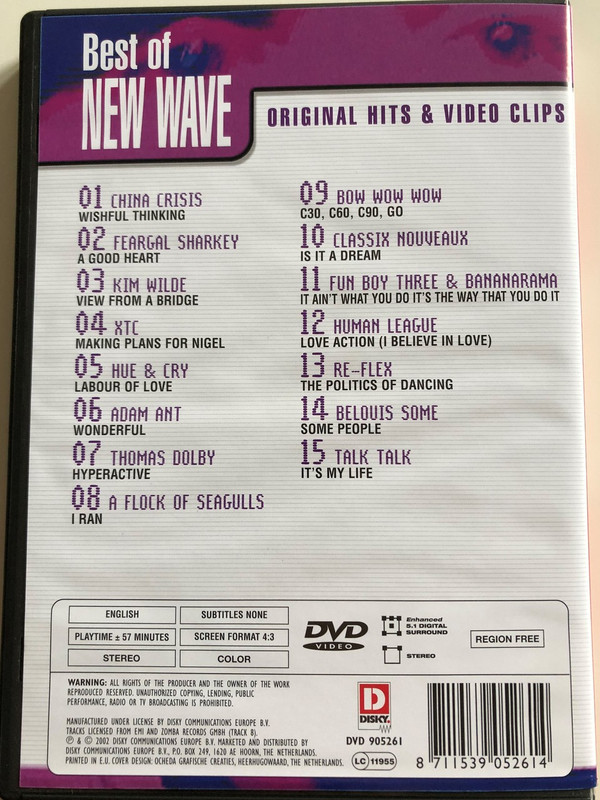 Best of
NEW WAVE
ORIGINAL HITS & VIDEO CLIPS
01 CHINA CRISIS
WISHFUL THINKING
02 FEARGAL SHARKEY
A GOOD HEART
03 KIM WILDE
VIEW FROM A BRIDGE
04 XTC
MAKING PLANS FOR NIGEL
05 HUE & CRY
LABOUR OF LOVE
06 ADAM ANT
WONDERFUL
07 THOMAS DOLBY
HYPERACTIVE
08 A FLOCK OF SEAGULLS
I RAN
09 BOW WOW WOW
C30, C60, C90, GO
10 CLASSIX NOUVEAUX
IS IT A DREAM
11 FUN BOY THREE & BANANARAMA
IT AIN'T WHAT YOU DO IT'S THE WAY THAT YOU DO IT
12 HUMAN LEAGUE
LOVE ACTION (I BELIEVE IN LOVE)
13 RE-FLEX
THE POLITICS OF DANCING
14 BELOUIS SOME
SOME PEOPLE
15 TALK TALK
IT'S MY LIFE
ENGLISH
SUBTITLES NONE
PLAYTIME ± 57 MINUTES
SCREEN FORMAT 4:3
STEREO
COLOR
DVD
VIDEO
Enhanced
5.1 DIGITAL
SURROUND
STEREO
REGION FREE
WARNING: ALL RIGHTS OF THE PRODUCER AND THE OWNER OF THE WORK
REPRODUCED RESERVED. UNAUTHORIZED COPYING, LENDING, PUBLIC
PERFORMANCE, RADIO OR TV BROADCASTING IS PROHIBITED.
MANUFACTURED UNDER LICENSE BY DISKY COMMUNICATIONS EUROPE B.V.
TRACKS LICENSED FROM EMI AND ZOMBA RECORDS GMBH (TRACK 8).
℗ & © 2002 DISKY COMMUNICATIONS EUROPE B.V. MARKETED AND DISTRIBUTED BY
DISKY COMMUNICATIONS EUROPE B.V., P.O. BOX 249, 1620 AE HOORN, THE NETHERLANDS.
PRINTED IN E.U. COVER DESIGN: OCHEDA GRAFISCHE CREATIES, HEERHUGOWAARD, THE NETHERLANDS.
D
DISKY.
DVD 905261
LC 11955
8 711539 052614